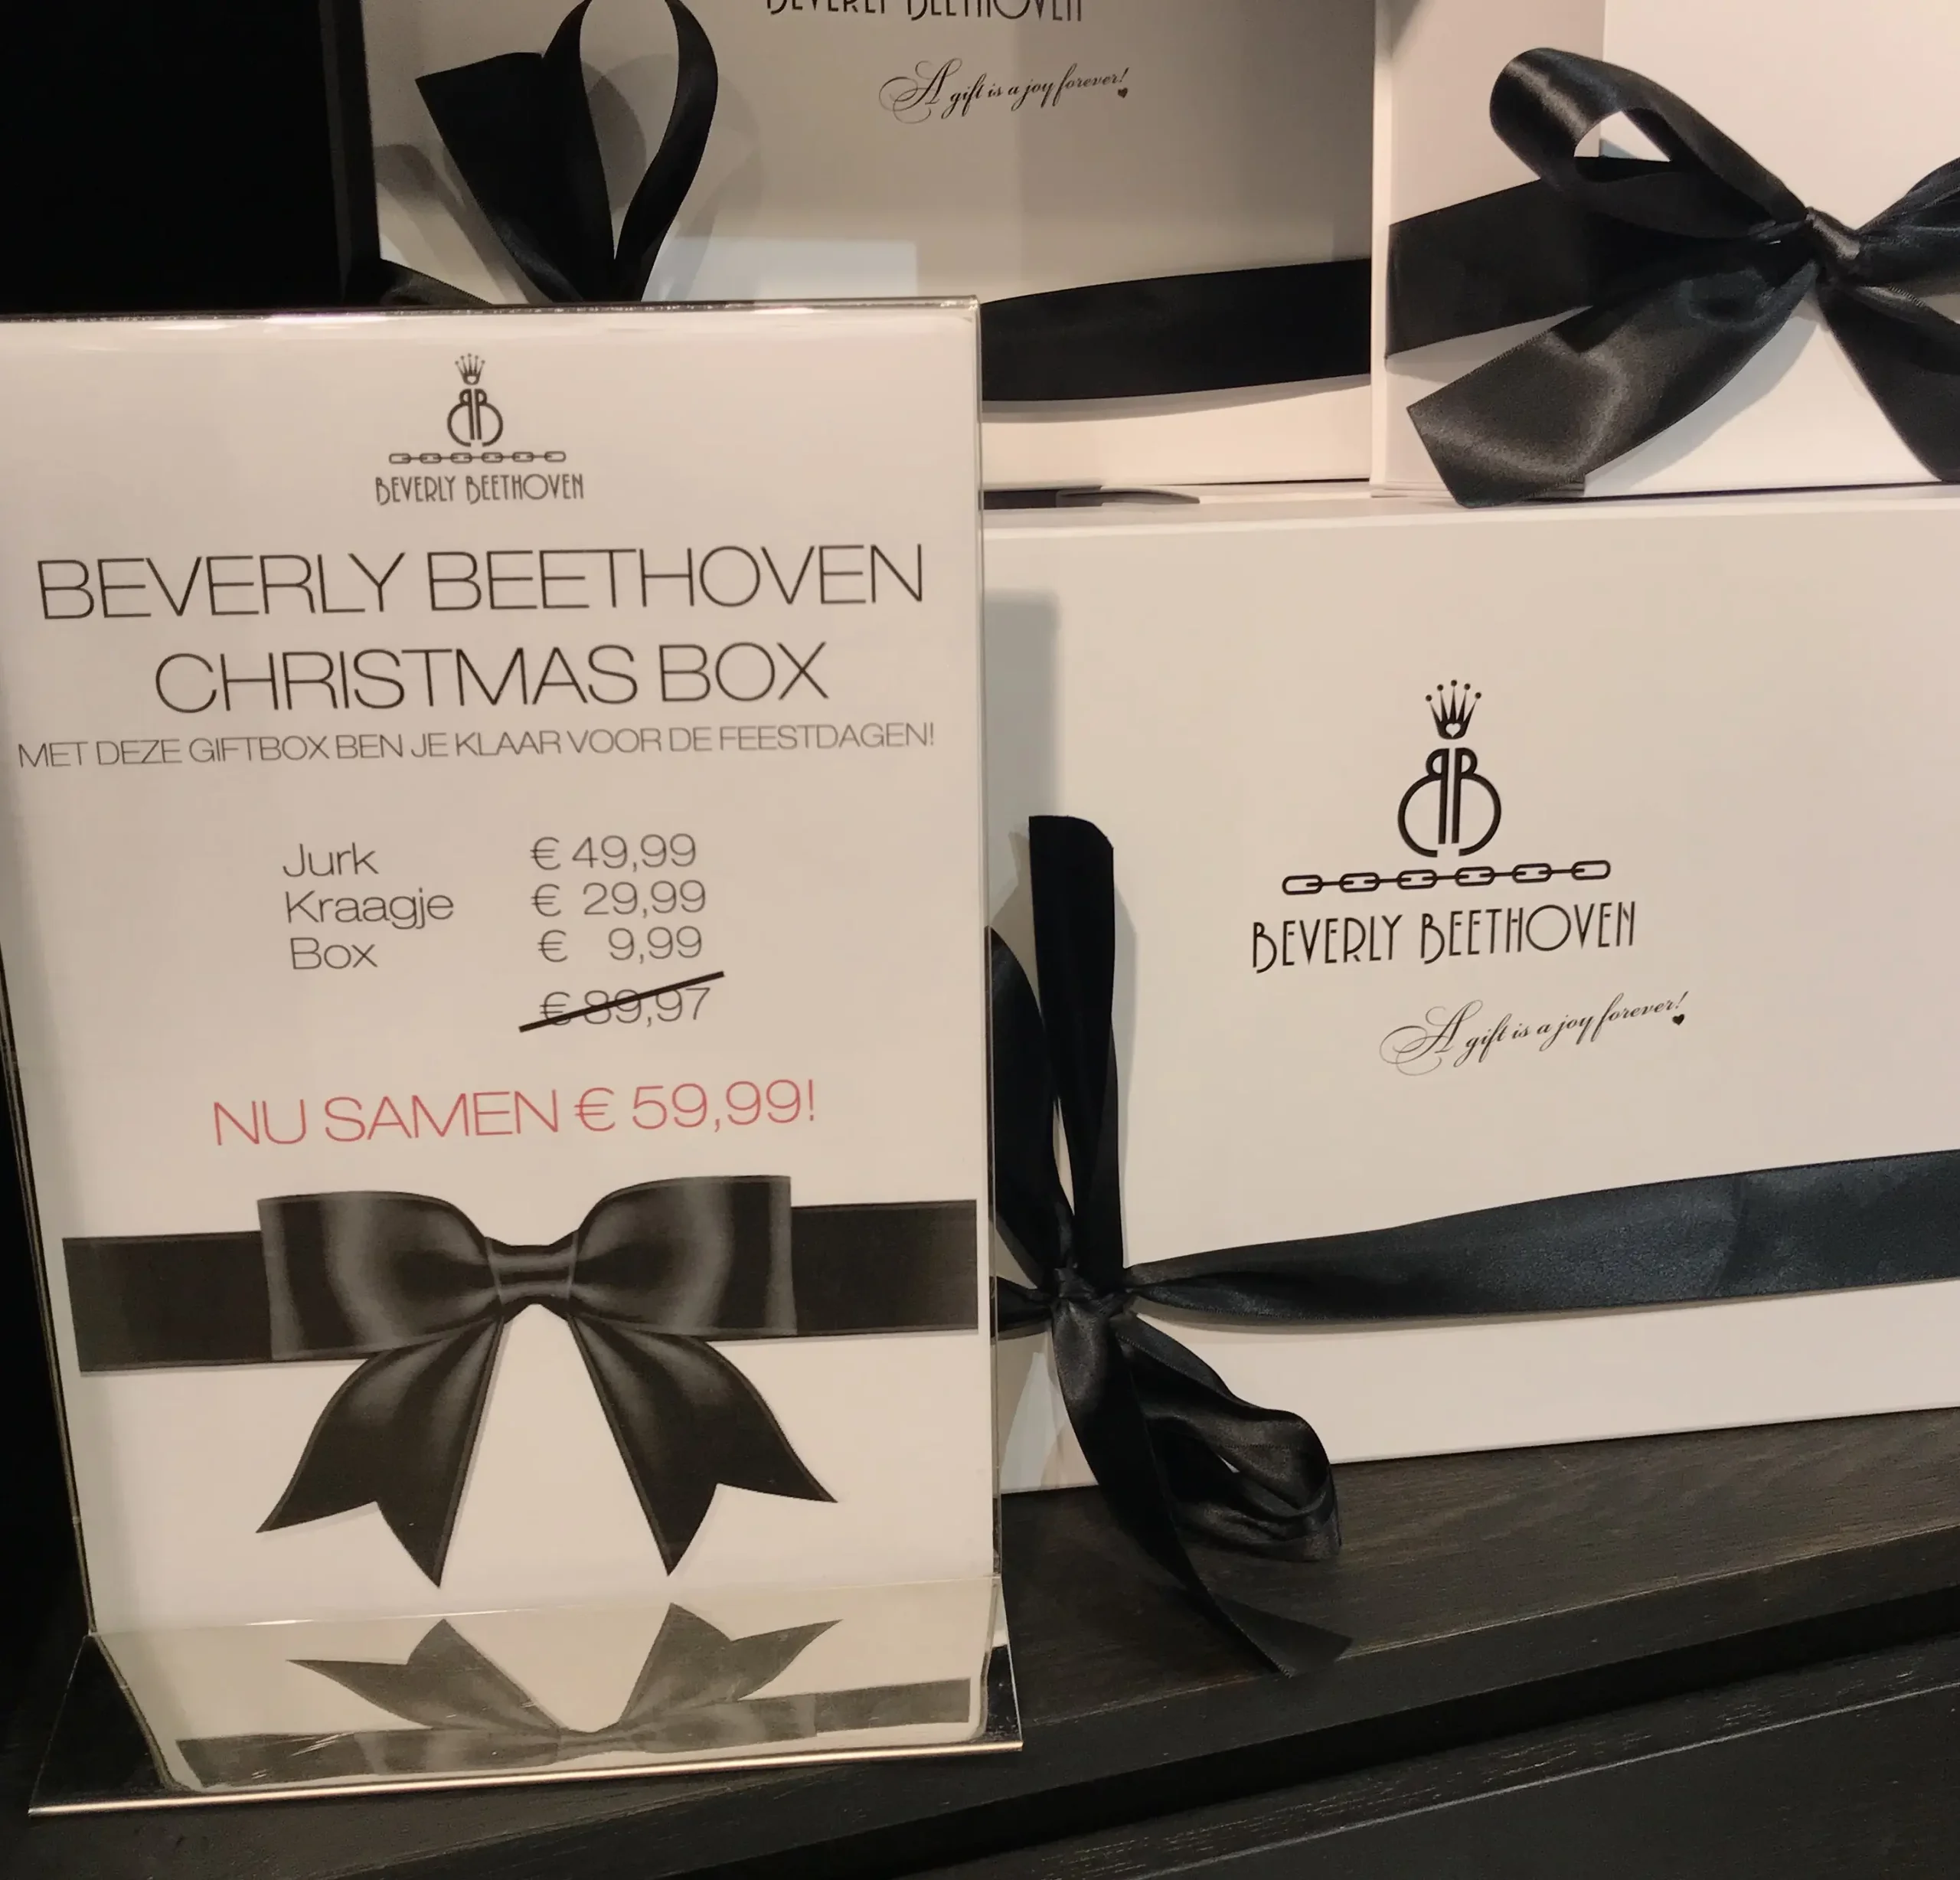 BEVERLY BEETHOVEN
A gift is a joy forever!
BEVERLY BEETHOVEN
BEVERLY BEETHOVEN
CHRISTMAS BOX
MET DEZE GIFTBOX BEN JE KLAAR VOOR DE FEESTDAGEN!
Jurk € 49,99
Kraagje € 29,99
Box € 9,99
€ 89,97
NU SAMEN € 59,99!
BEVERLY BEETHOVEN
A gift is a joy forever!